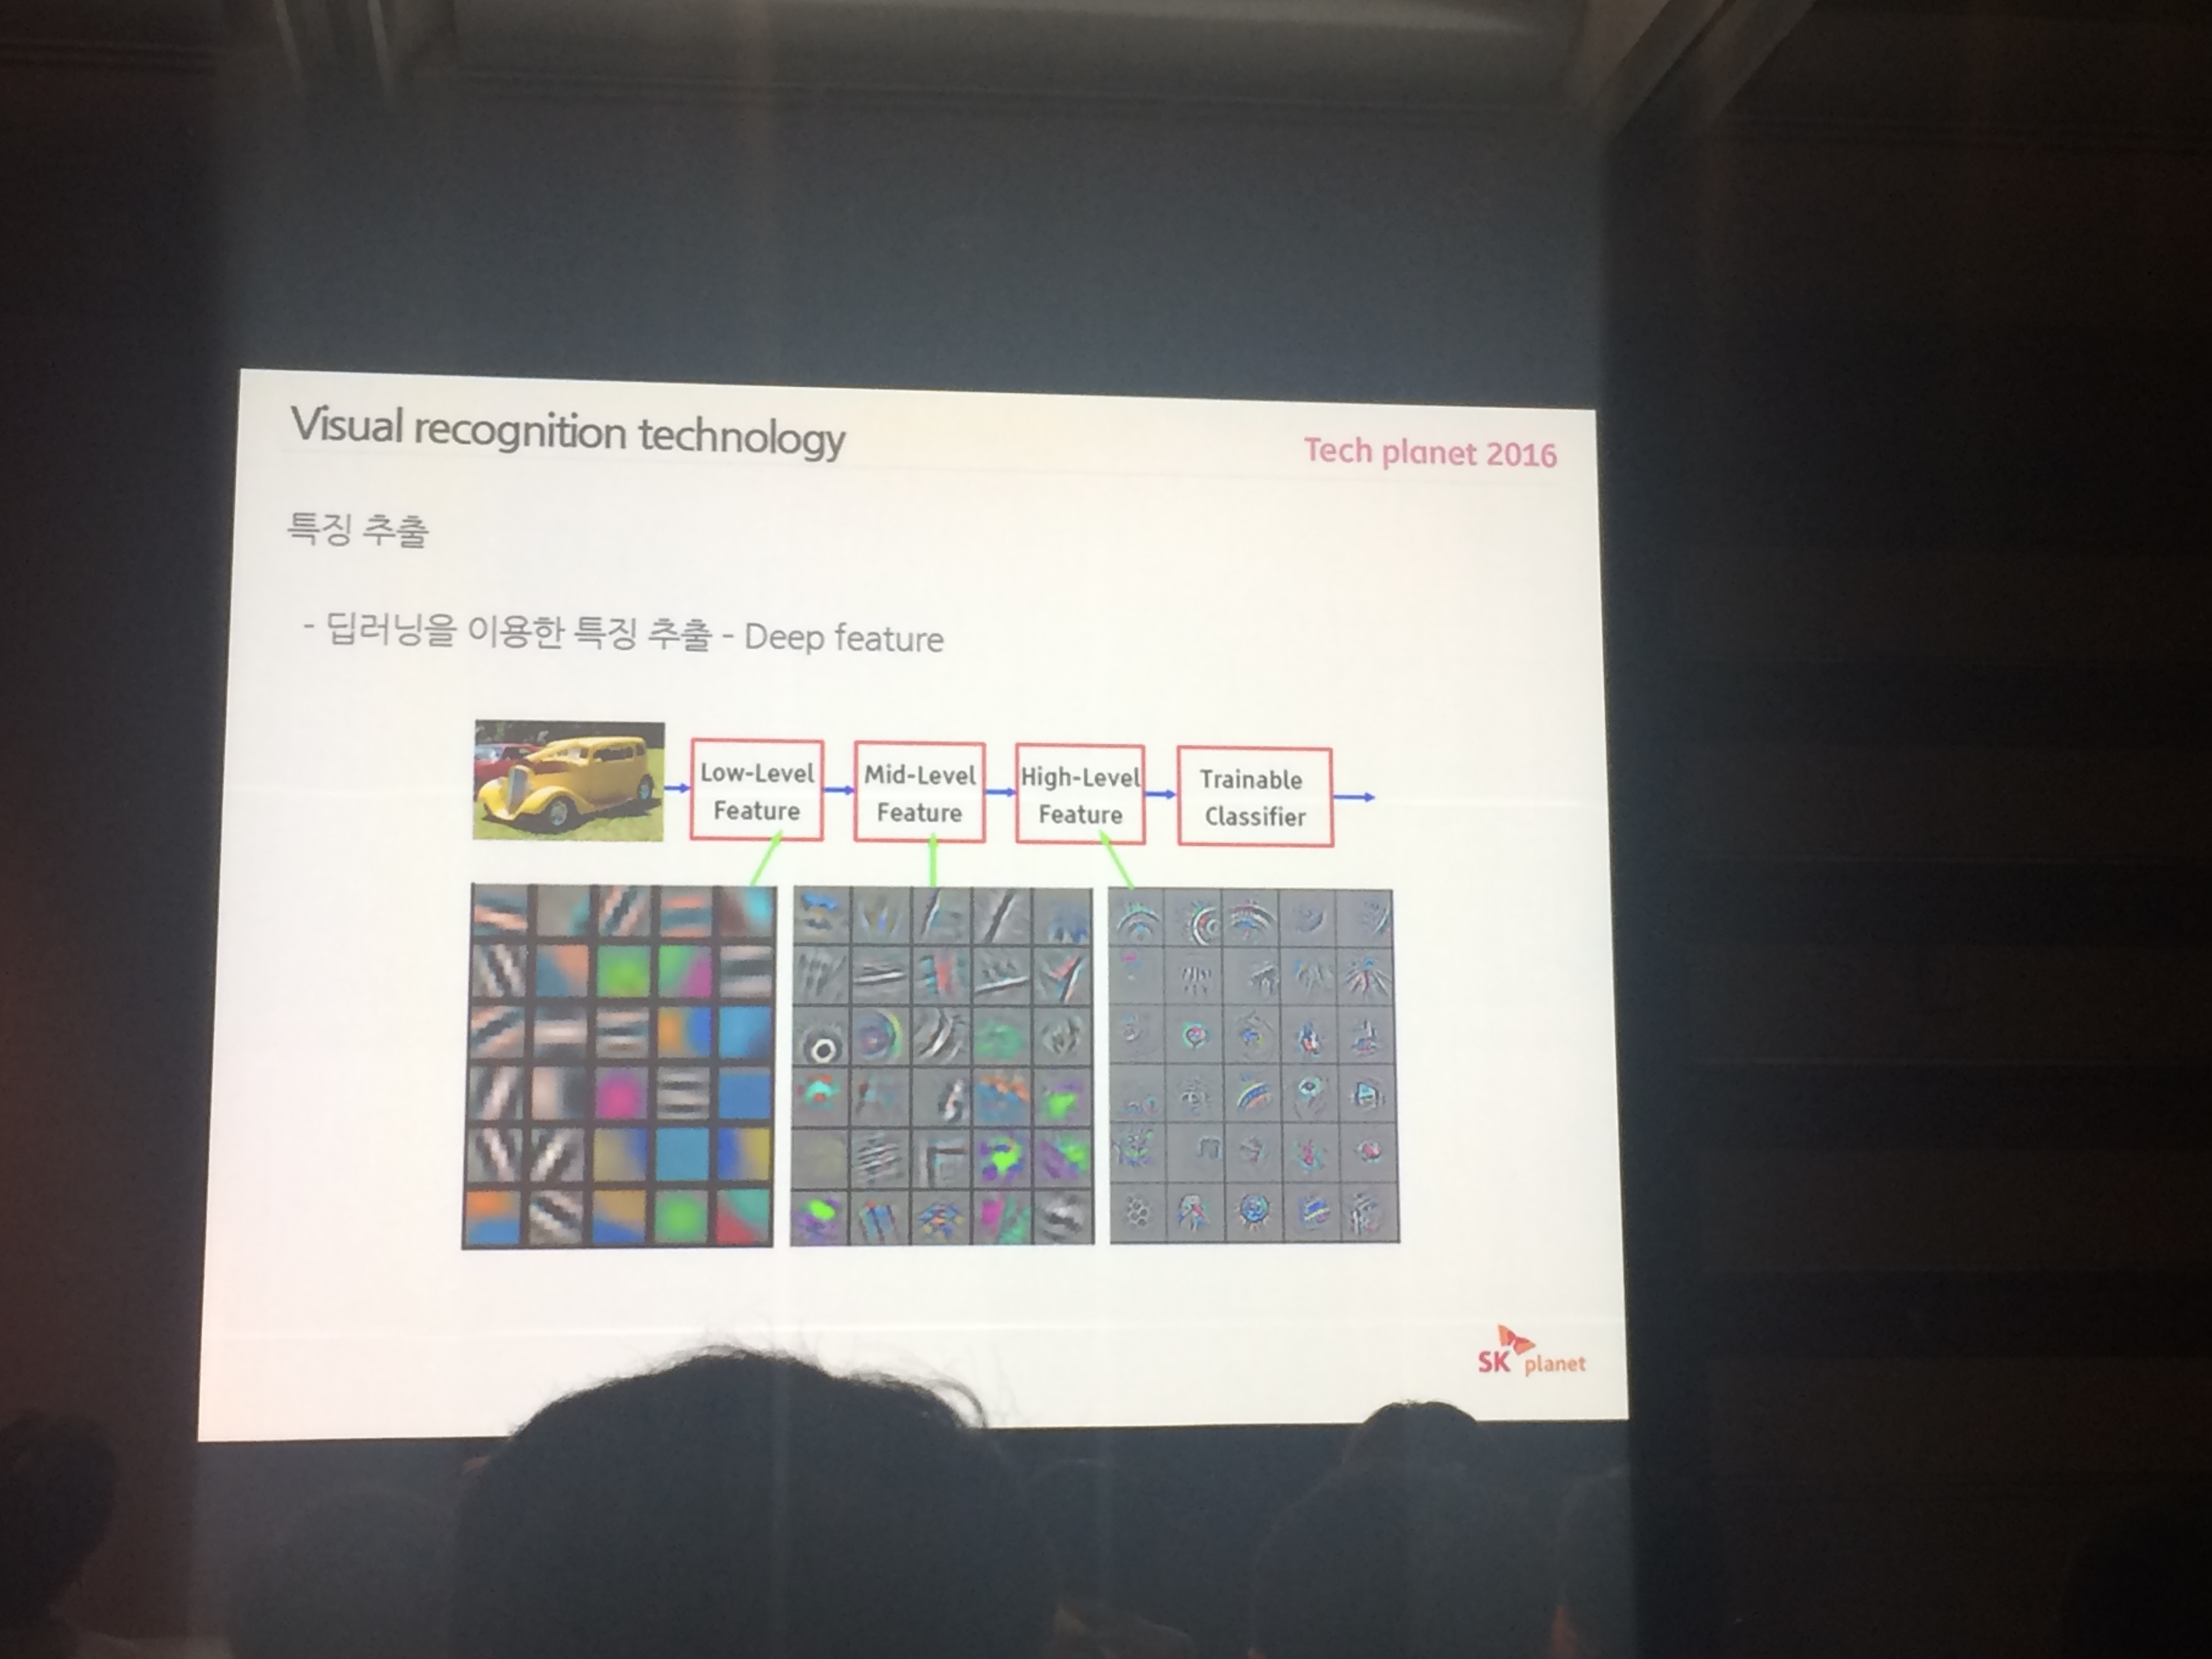 Visual recognition technology
Tech planet 2016
특징 추출
- 딥러닝을 이용한 특징 추출 - Deep feature
Low-Level
Feature
Mid-Level
Feature
High-Level
Feature
Trainable
Classifier
SK planet